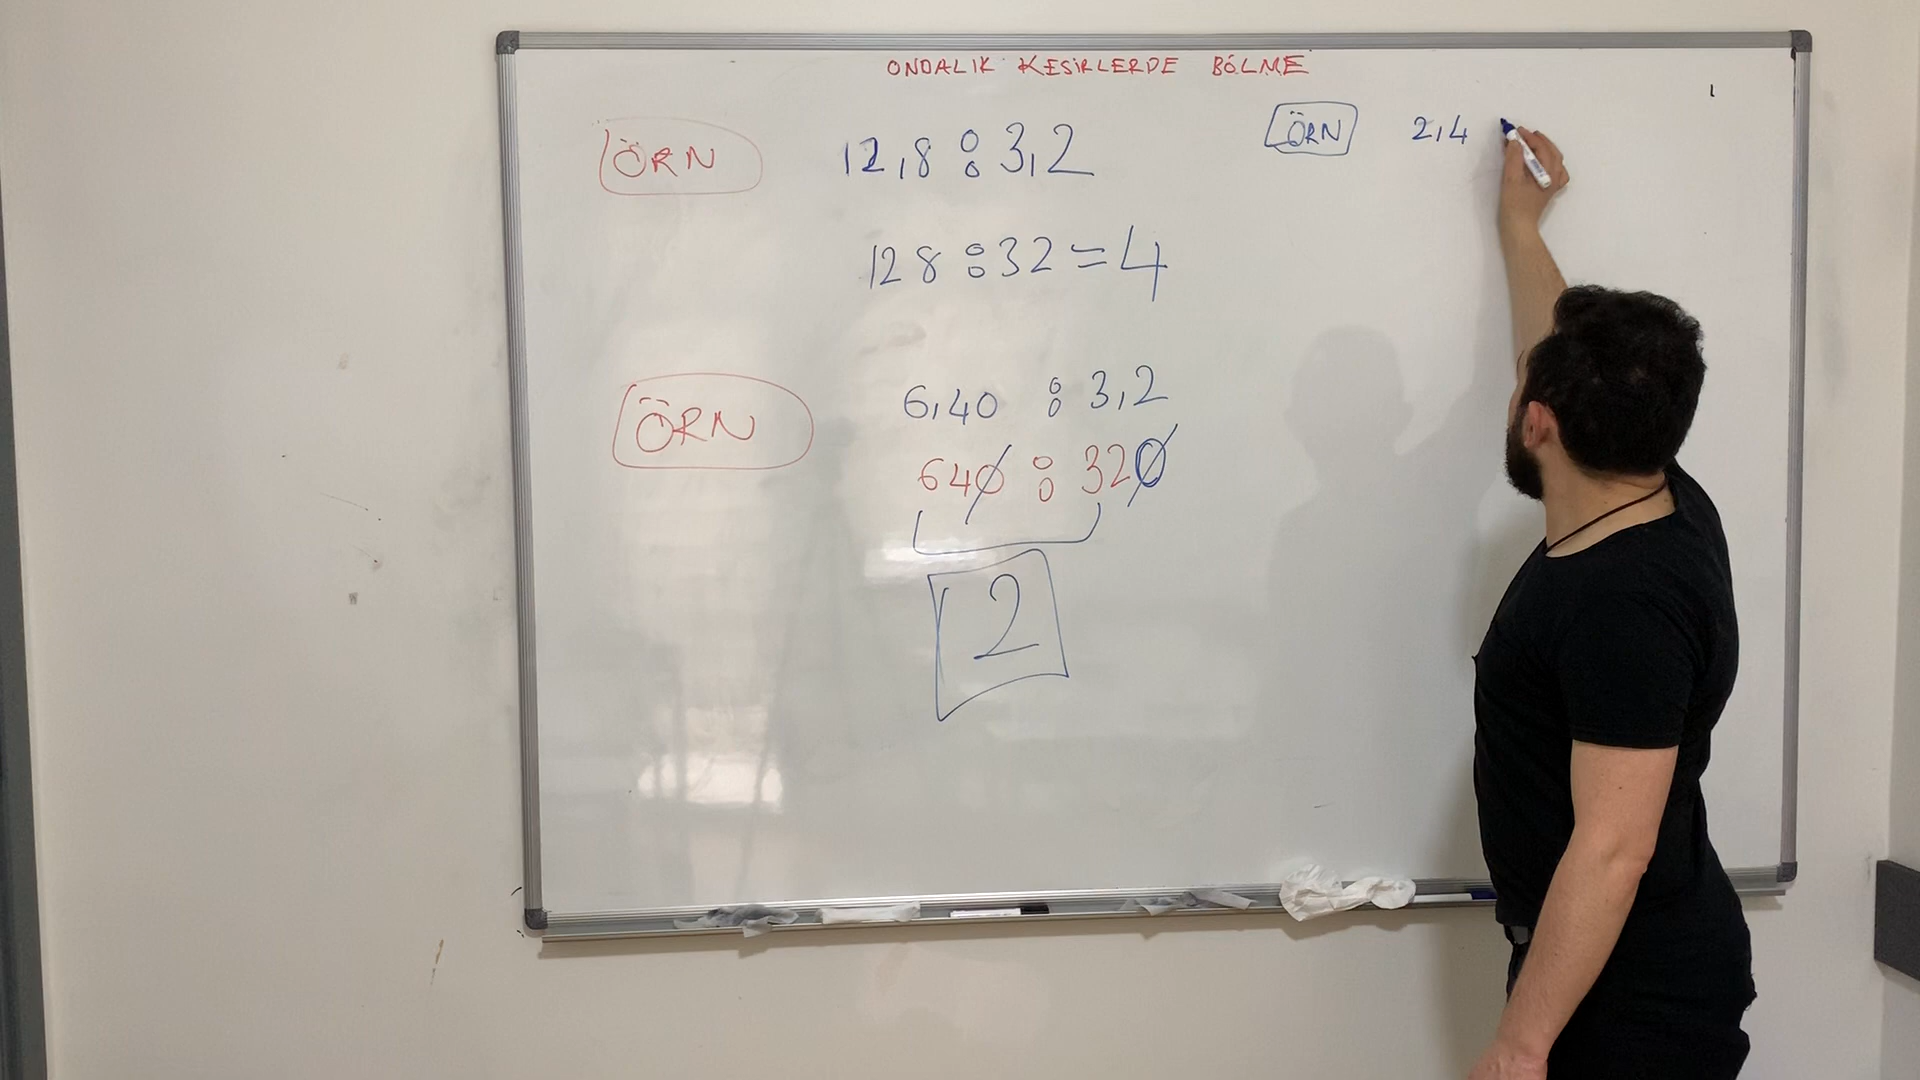 ONDALIK KESİRLERDE BÖLME
ÖRN 12,8 : 3,2
128 : 32 = 4
ÖRN 6,40 : 3,2
640 : 320
2
ÖRN 2,4